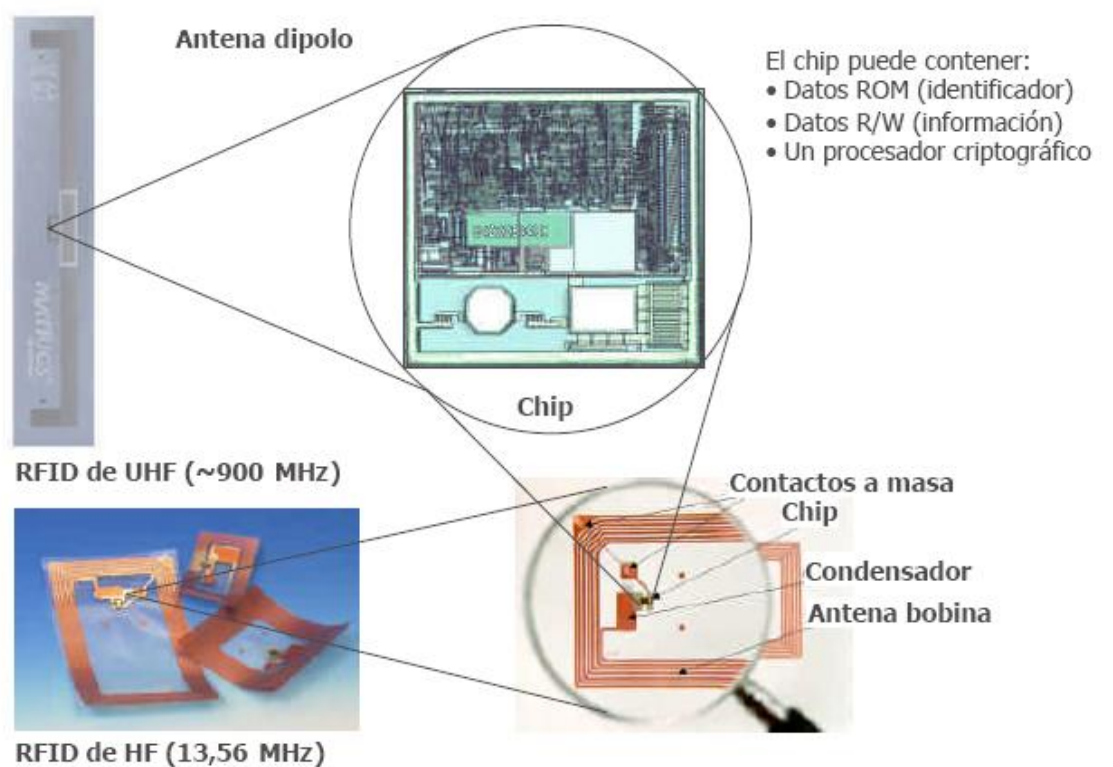 Antena dipolo
El chip puede contener:
• Datos ROM (identificador)
• Datos R/W (información)
• Un procesador criptográfico
MATRICS
Chip
RFID de UHF (~900 MHz)
Contactos a masa
Chip
Condensador
Antena bobina
RFID de HF (13,56 MHz)